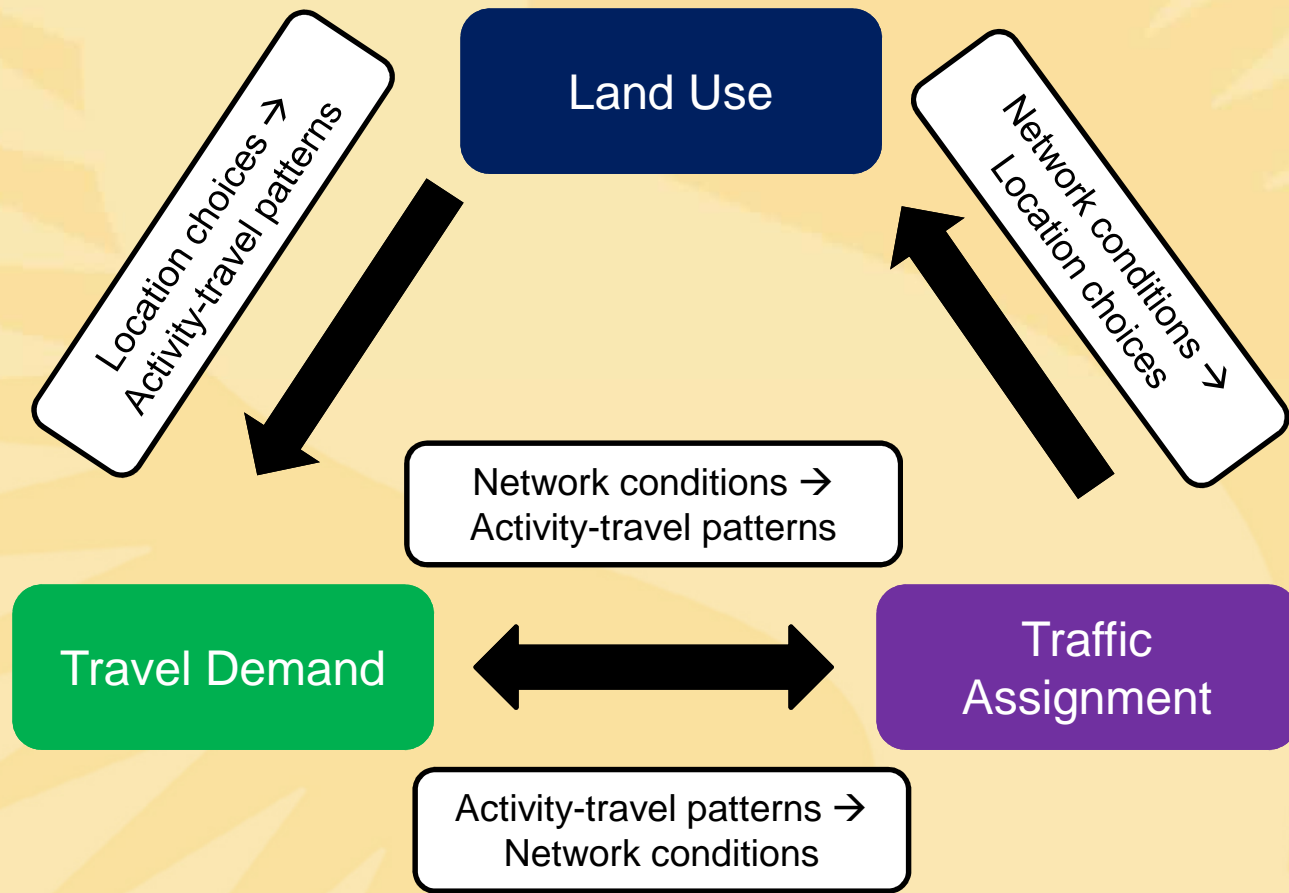 Land Use
Location choices →
Activity-travel patterns
Network conditions →
Location choices
Network conditions →
Activity-travel patterns
Travel Demand
Traffic
Assignment
Activity-travel patterns →
Network conditions